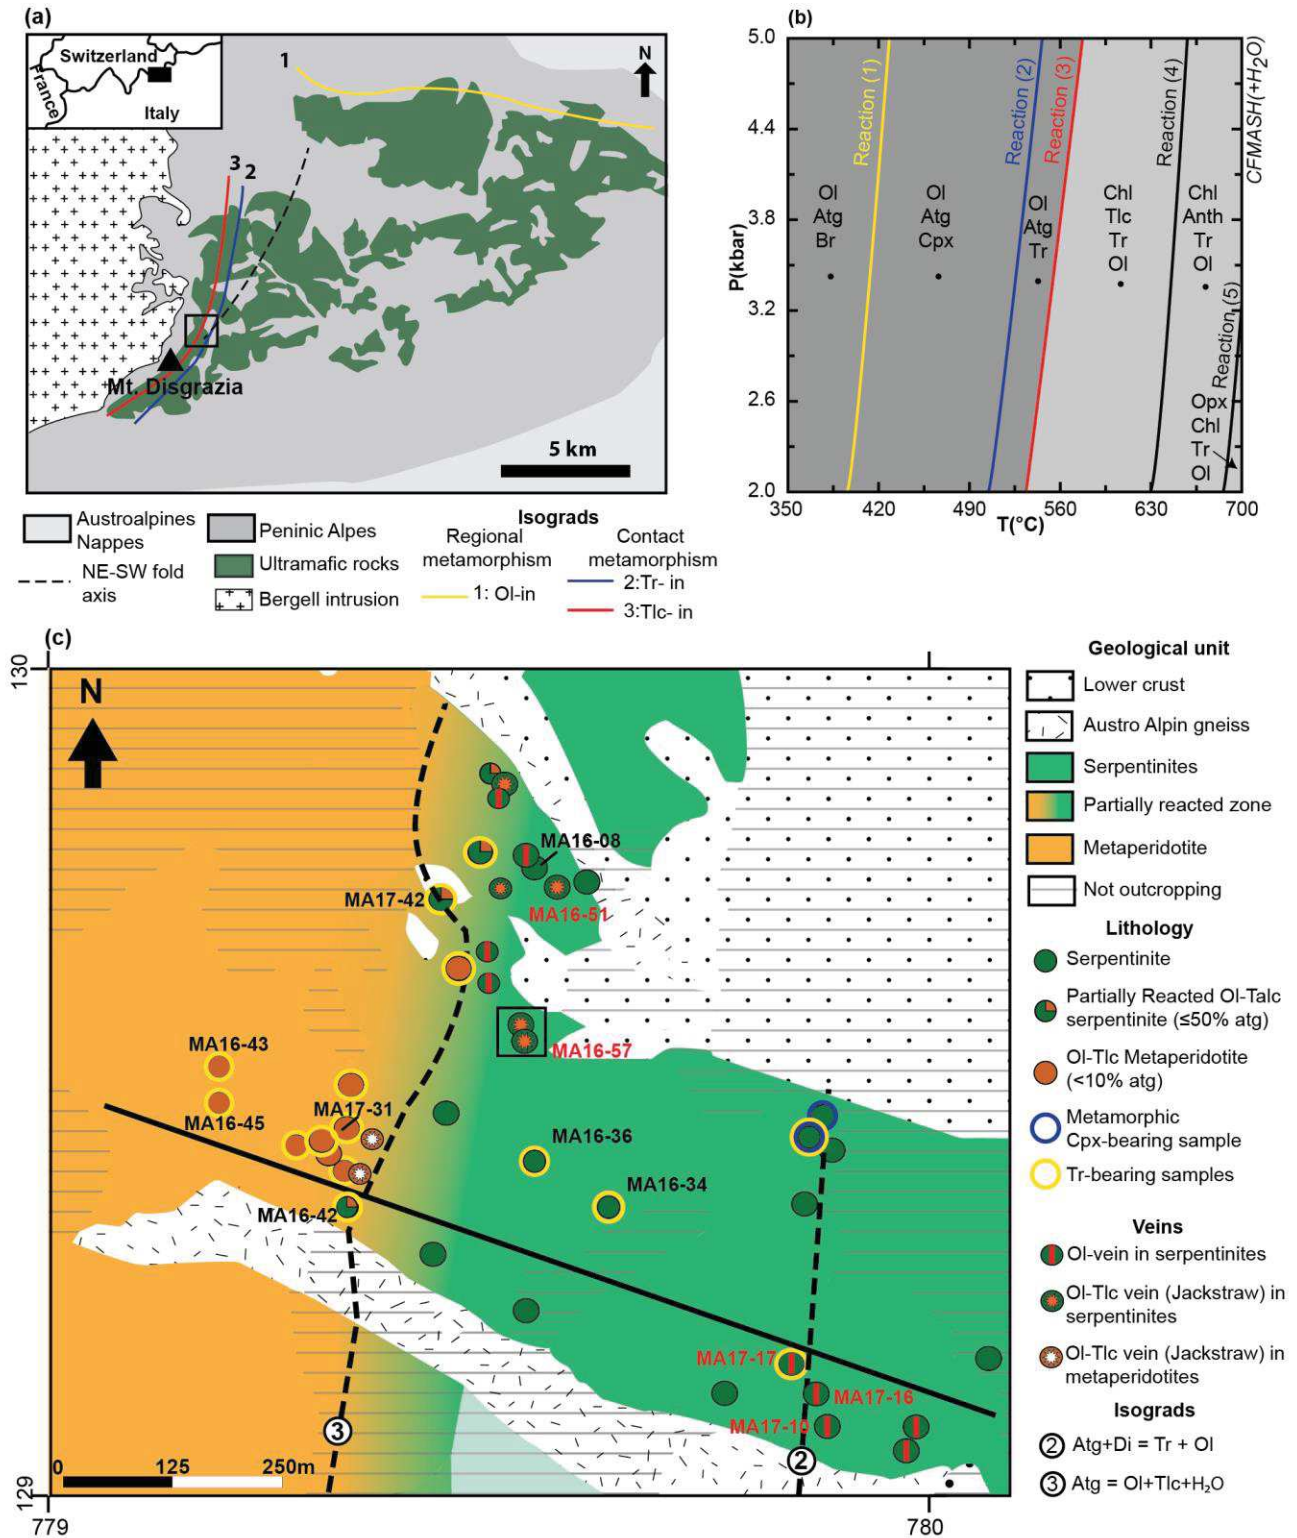 (a)
Switzerland
France
Italy
N
1
3
2
Mt. Disgrazia
5 km
Austroalpines
Nappes
NE-SW fold
axis
Peninic Alpes
Ultramafic rocks
Bergell intrusion
Isograds
Regional
metamorphism
1: Ol-in
Contact
metamorphism
2:Tr- in
3:Tlc- in
(b)
P(kbar)
5.0
4.4
3.8
3.2
2.6
2.0
350
420
490
560
630
700
T(°C)
CFMASH(+H₂O)
Reaction (1)
Reaction (2)
Reaction (3)
Reaction (4)
Reaction (5)
Ol
Atg
Br
Ol
Atg
Cpx
Ol
Atg
Tr
Chl
Tlc
Tr
Ol
Chl
Anth
Tr
Ol
Opx
Chl
Tr
Ol
(c)
130
129
779
780
N
MA16-08
MA17-42
MA16-51
MA16-57
MA16-43
MA16-45
MA17-31
MA16-36
MA16-34
MA16-42
MA17-17
MA17-16
MA17-10
3
2
0
125
250m
Geological unit
Lower crust
Austro Alpin gneiss
Serpentinites
Partially reacted zone
Metaperidotite
Not outcropping
Lithology
Serpentinite
Partially Reacted Ol-Talc
serpentinite (≤50% atg)
Ol-Tlc Metaperidotite
(<10% atg)
Metamorphic
Cpx-bearing sample
Tr-bearing samples
Veins
Ol-vein in serpentinites
Ol-Tlc vein (Jackstraw) in
serpentinites
Ol-Tlc vein (Jackstraw) in
metaperidotites
Isograds
2 Atg+Di = Tr + Ol
3 Atg = Ol+Tlc+H₂O